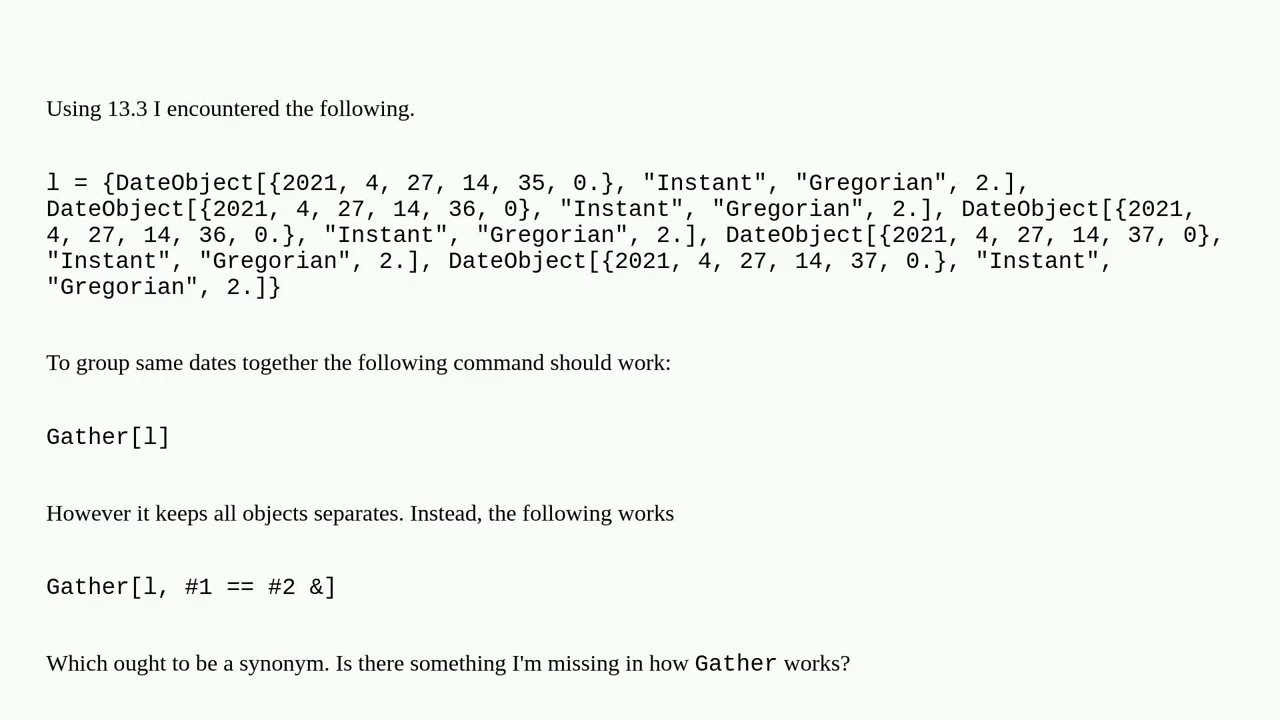 Using 13.3 I encountered the following.
l = {DateObject[{2021, 4, 27, 14, 35, 0.}, "Instant", "Gregorian", 2.],
DateObject[{2021, 4, 27, 14, 36, 0}, "Instant", "Gregorian", 2.], DateObject[{2021,
4, 27, 14, 36, 0.}, "Instant", "Gregorian", 2.], DateObject[{2021, 4, 27, 14, 37, 0},
"Instant", "Gregorian", 2.], DateObject[{2021, 4, 27, 14, 37, 0.}, "Instant",
"Gregorian", 2.]}
To group same dates together the following command should work:
Gather[l]
However it keeps all objects separates. Instead, the following works
Gather[l, #1 == #2 &]
Which ought to be a synonym. Is there something I'm missing in how Gather works?